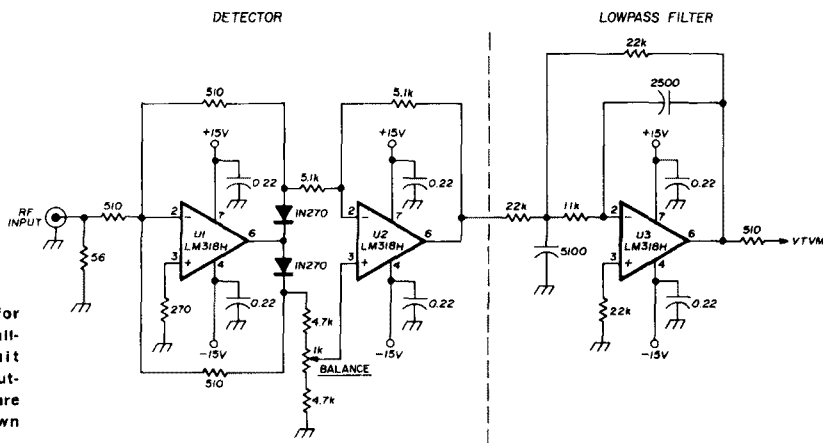 DETECTOR
LOWPASS FILTER
22k
2500
510
5.1k
+15V
+15V
+15V
0.22
0.22
0.22
5.1k
RF
INPUT
510
2
7
U1
LM318H
6
3
4
1N270
1N270
2
7
U2
LM318H
6
3
4
22k
11k
2
7
U3
LM318H
6
3
4
510
VTVM
56
270
0.22
0.22
0.22
5100
22k
-15V
-15V
-15V
4.7k
1k
BALANCE
4.7k
510
for
all-
uit
ut-
are
wn